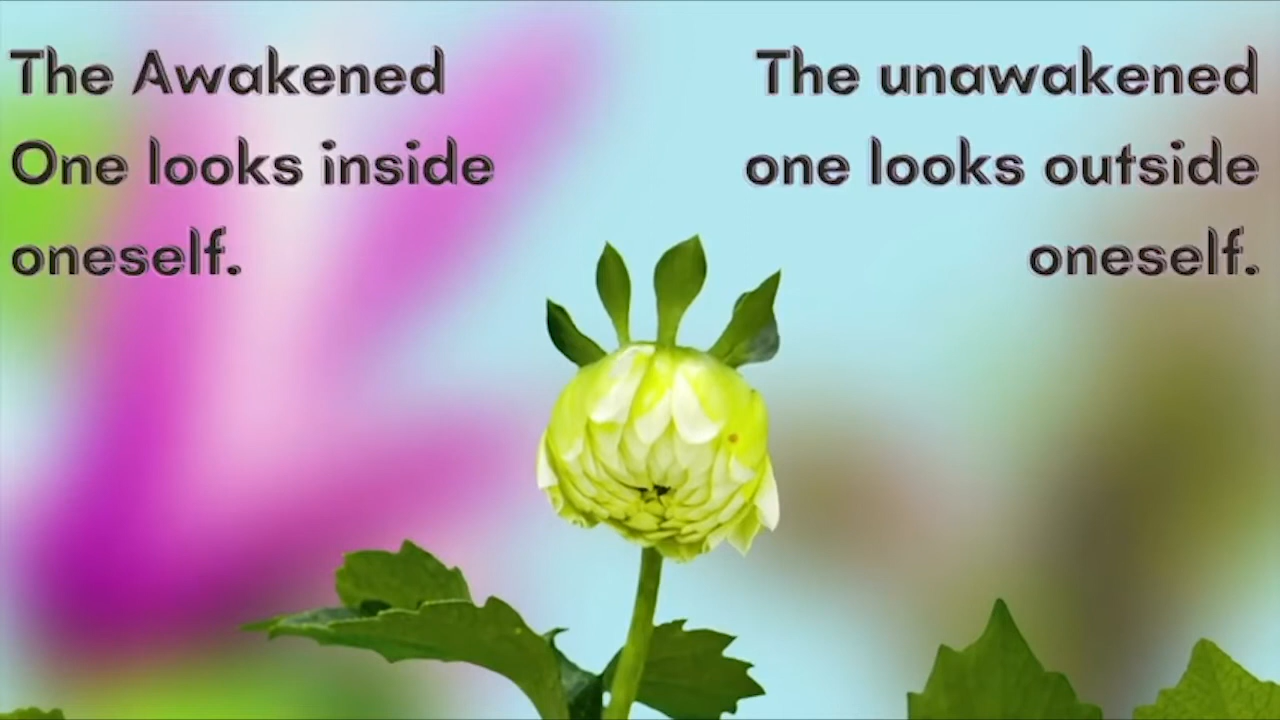 The Awakened
One looks inside
oneself.
The unawakened
one looks outside
oneself.